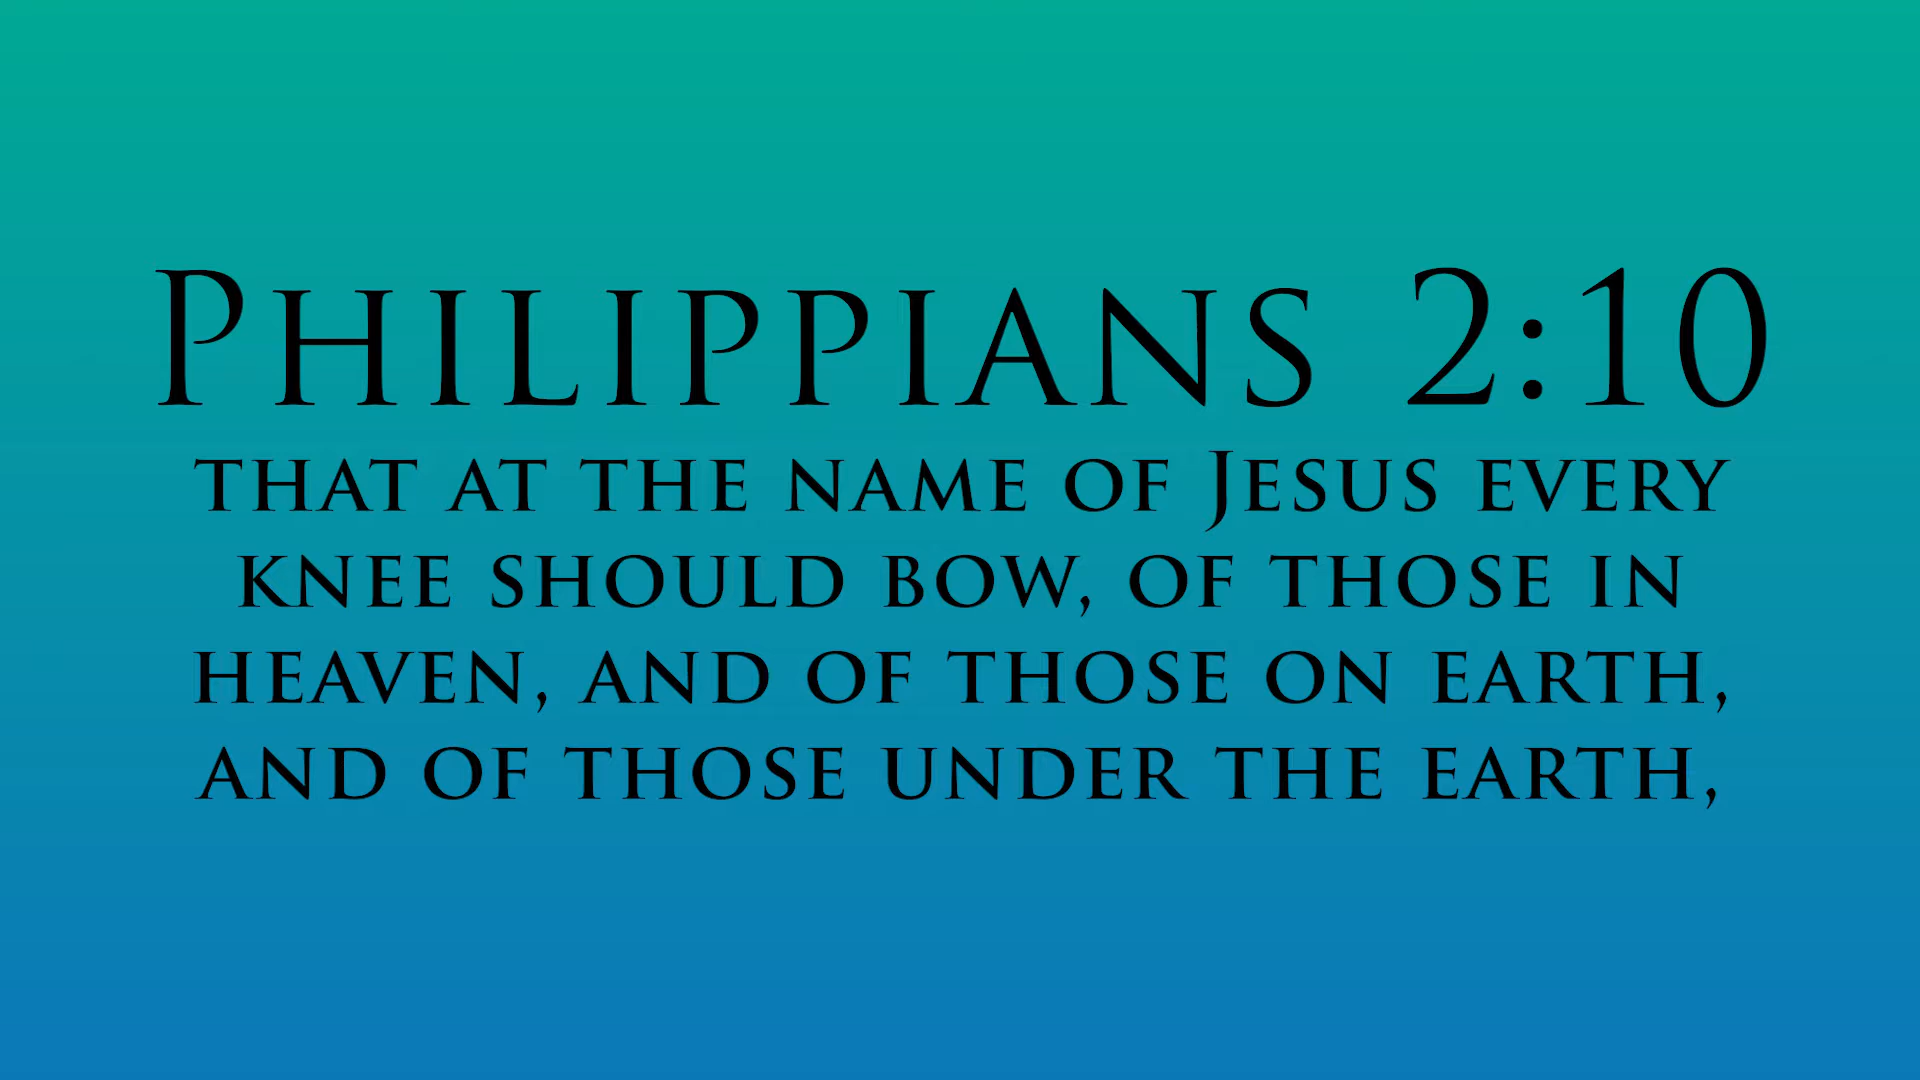 Philippians 2:10
that at the name of Jesus every
knee should bow, of those in
heaven, and of those on earth,
and of those under the earth,